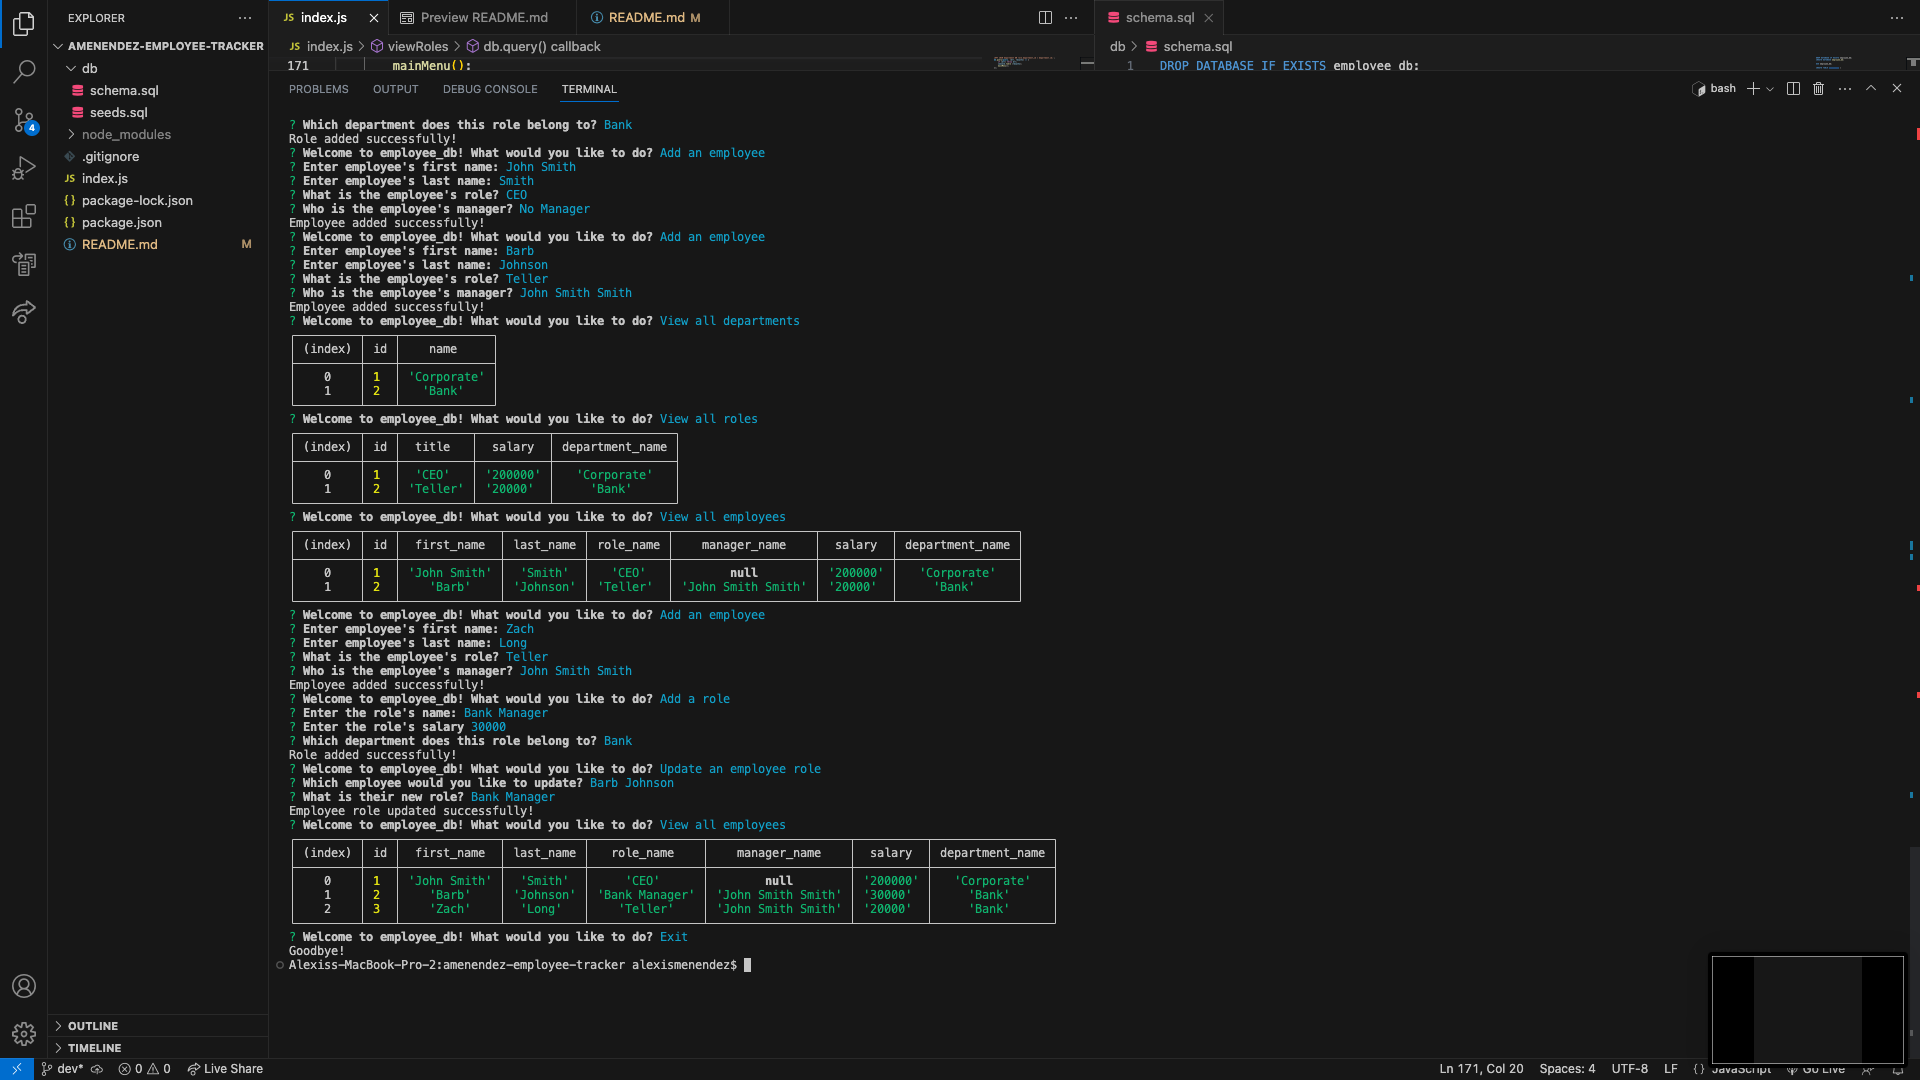 EXPLORER
AMENENDEZ-EMPLOYEE-TRACKER
db
schema.sql
seeds.sql
node_modules
.gitignore
JS index.js
{} package-lock.json
{} package.json
README.md M
OUTLINE
TIMELINE
JS index.js
Preview README.md
README.md M
JS index.js > viewRoles > db.query() callback
171 mainMenu();
schema.sql
db > schema.sql
1 DROP DATABASE IF EXISTS employee_db;
PROBLEMS OUTPUT DEBUG CONSOLE TERMINAL
bash
? Which department does this role belong to? Bank
Role added successfully!
? Welcome to employee_db! What would you like to do? Add an employee
? Enter employee's first name: John Smith
? Enter employee's last name: Smith
? What is the employee's role? CEO
? Who is the employee's manager? No Manager
Employee added successfully!
? Welcome to employee_db! What would you like to do? Add an employee
? Enter employee's first name: Barb
? Enter employee's last name: Johnson
? What is the employee's role? Teller
? Who is the employee's manager? John Smith Smith
Employee added successfully!
? Welcome to employee_db! What would you like to do? View all departments
(index) id name
0 1 'Corporate'
1 2 'Bank'
? Welcome to employee_db! What would you like to do? View all roles
(index) id title salary department_name
0 1 'CEO' '200000' 'Corporate'
1 2 'Teller' '20000' 'Bank'
? Welcome to employee_db! What would you like to do? View all employees
(index) id first_name last_name role_name manager_name salary department_name
0 1 'John Smith' 'Smith' 'CEO' null '200000' 'Corporate'
1 2 'Barb' 'Johnson' 'Teller' 'John Smith Smith' '20000' 'Bank'
? Welcome to employee_db! What would you like to do? Add an employee
? Enter employee's first name: Zach
? Enter employee's last name: Long
? What is the employee's role? Teller
? Who is the employee's manager? John Smith Smith
Employee added successfully!
? Welcome to employee_db! What would you like to do? Add a role
? Enter the role's name: Bank Manager
? Enter the role's salary 30000
? Which department does this role belong to? Bank
Role added successfully!
? Welcome to employee_db! What would you like to do? Update an employee role
? Which employee would you like to update? Barb Johnson
? What is their new role? Bank Manager
Employee role updated successfully!
? Welcome to employee_db! What would you like to do? View all employees
(index) id first_name last_name role_name manager_name salary department_name
0 1 'John Smith' 'Smith' 'CEO' null '200000' 'Corporate'
1 2 'Barb' 'Johnson' 'Bank Manager' 'John Smith Smith' '30000' 'Bank'
2 3 'Zach' 'Long' 'Teller' 'John Smith Smith' '20000' 'Bank'
? Welcome to employee_db! What would you like to do? Exit
Goodbye!
Alexiss-MacBook-Pro-2:amenendez-employee-tracker alexismenendez$
4
dev* 0 0 Live Share
Ln 171, Col 20 Spaces: 4 UTF-8 LF {} JavaScript Go Live